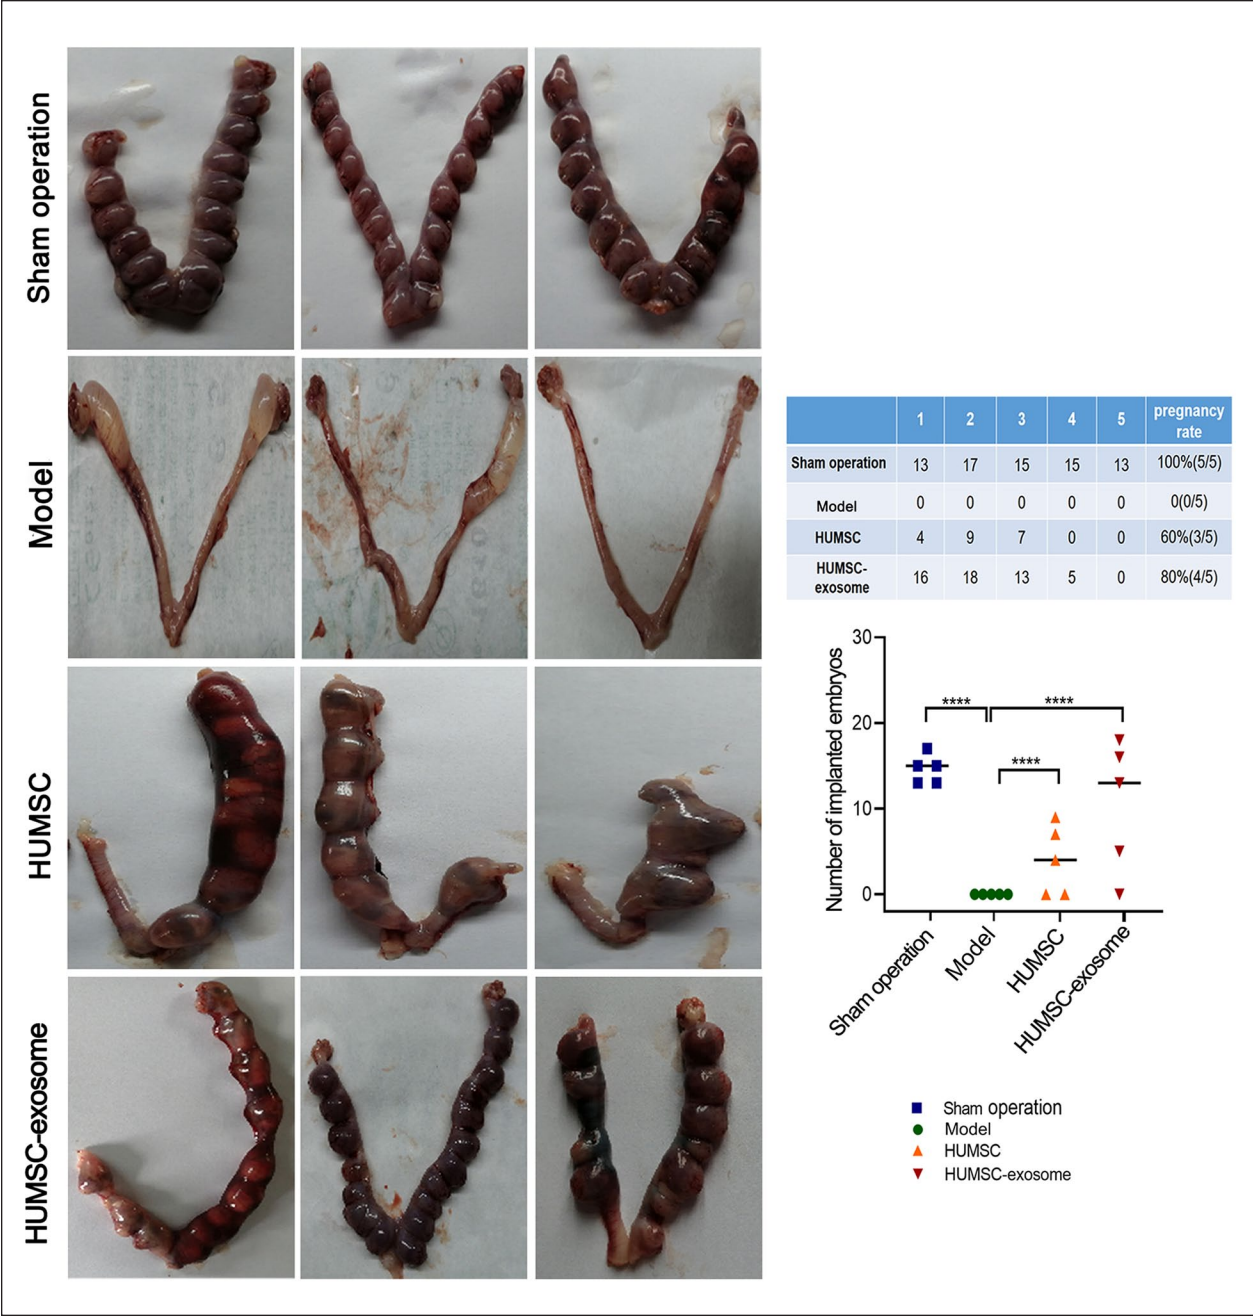 Sham operation
Model
HUMSC
HUMSC-exosome
1 2 3 4 5 pregnancy
rate
Sham operation 13 17 15 15 13 100%(5/5)
Model 0 0 0 0 0 0(0/5)
HUMSC 4 9 7 0 0 60%(3/5)
HUMSC-
exosome 16 18 13 5 0 80%(4/5)
Number of implanted embryos
30
20
10
0
**** ****
****
Sham operation
Model
HUMSC
HUMSC-exosome
Sham operation
Model
HUMSC
HUMSC-exosome